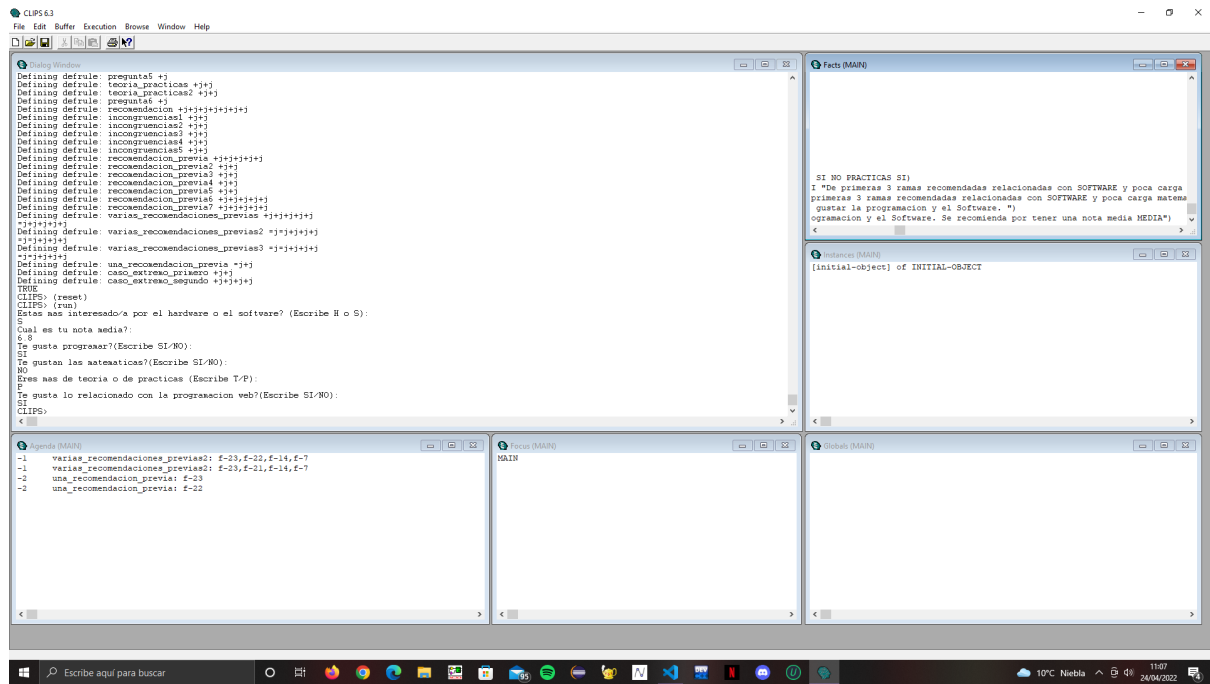 CLIPS 6.3
File Edit Buffer Execution Browse Window Help
Dialog Window
Defining defrule: pregunta5 +j
Defining defrule: teoria_practicas +j+j
Defining defrule: teoria_practicas2 +j+j
Defining defrule: pregunta6 +j
Defining defrule: recomendacion +j+j+j+j+j+j+j
Defining defrule: incongruencias1 +j+j
Defining defrule: incongruencias2 +j+j
Defining defrule: incongruencias3 +j+j
Defining defrule: incongruencias4 +j+j
Defining defrule: incongruencias5 +j+j
Defining defrule: recomendacion_previa +j+j+j+j+j
Defining defrule: recomendacion_previa2 +j+j
Defining defrule: recomendacion_previa3 +j+j
Defining defrule: recomendacion_previa4 +j+j
Defining defrule: recomendacion_previa5 +j+j
Defining defrule: recomendacion_previa6 +j+j+j+j+j
Defining defrule: recomendacion_previa7 +j+j+j+j+j
Defining defrule: varias_recomendaciones_previas +j+j+j+j+j
=j+j+j+j+j
Defining defrule: varias_recomendaciones_previas2 =j=j+j+j+j
=j=j+j+j+j
Defining defrule: varias_recomendaciones_previas3 =j=j+j+j+j
=j=j+j+j+j
Defining defrule: una_recomendacion_previa =j+j
Defining defrule: caso_extremo_primero +j+j
Defining defrule: caso_extremo_segundo +j+j+j+j
TRUE
CLIPS> (reset)
CLIPS> (run)
Estas mas interesado/a por el hardware o el software? (Escribe H o S):
S
Cual es tu nota media?:
6.8
Te gusta programar?(Escribe SI/NO):
SI
Te gustan las matematicas?(Escribe SI/NO):
NO
Eres mas de teoria o de practicas (Escribe T/P):
P
Te gusta lo relacionado con la programacion web?(Escribe SI/NO):
SI
CLIPS>
Facts (MAIN)
SI NO PRACTICAS SI)
I "De primeras 3 ramas recomendadas relacionadas con SOFTWARE y poca carga
primeras 3 ramas recomendadas relacionadas con SOFTWARE y poca carga matema
gustar la programacion y el Software. ")
ogramacion y el Software. Se recomienda por tener una nota media MEDIA")
Instances (MAIN)
[initial-object] of INITIAL-OBJECT
Agenda (MAIN)
-1 varias_recomendaciones_previas2: f-23,f-22,f-14,f-7
-1 varias_recomendaciones_previas2: f-23,f-21,f-14,f-7
-2 una_recomendacion_previa: f-23
-2 una_recomendacion_previa: f-22
Focus (MAIN)
MAIN
Globals (MAIN)
Escribe aquí para buscar
95
10°C Niebla
11:07
24/04/2022
4